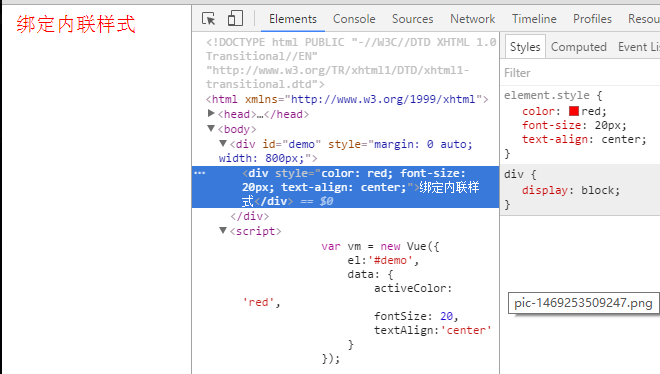 绑定内联样式
Elements Console Sources Network Timeline Profiles Resour
<!DOCTYPE html PUBLIC "-//W3C//DTD XHTML 1.0
Transitional//EN"
"http://www.w3.org/TR/xhtml1/DTD/xhtml1-
transitional.dtd">
<html xmlns="http://www.w3.org/1999/xhtml">
▶<head>…</head>
▼<body>
▼<div id="demo" style="margin: 0 auto;
width: 800px;">
<div style="color: red; font-size:
20px; text-align: center;">绑定内联样
式</div> == $0
</div>
▼<script>
var vm = new Vue({
el:'#demo',
data: {
activeColor:
'red',
fontSize: 20,
textAlign:'center'
}
});
Styles Computed Event Lis
Filter
element.style {
color: red;
font-size: 20px;
text-align: center;
}
div {
display: block;
}
pic-1469253509247.png